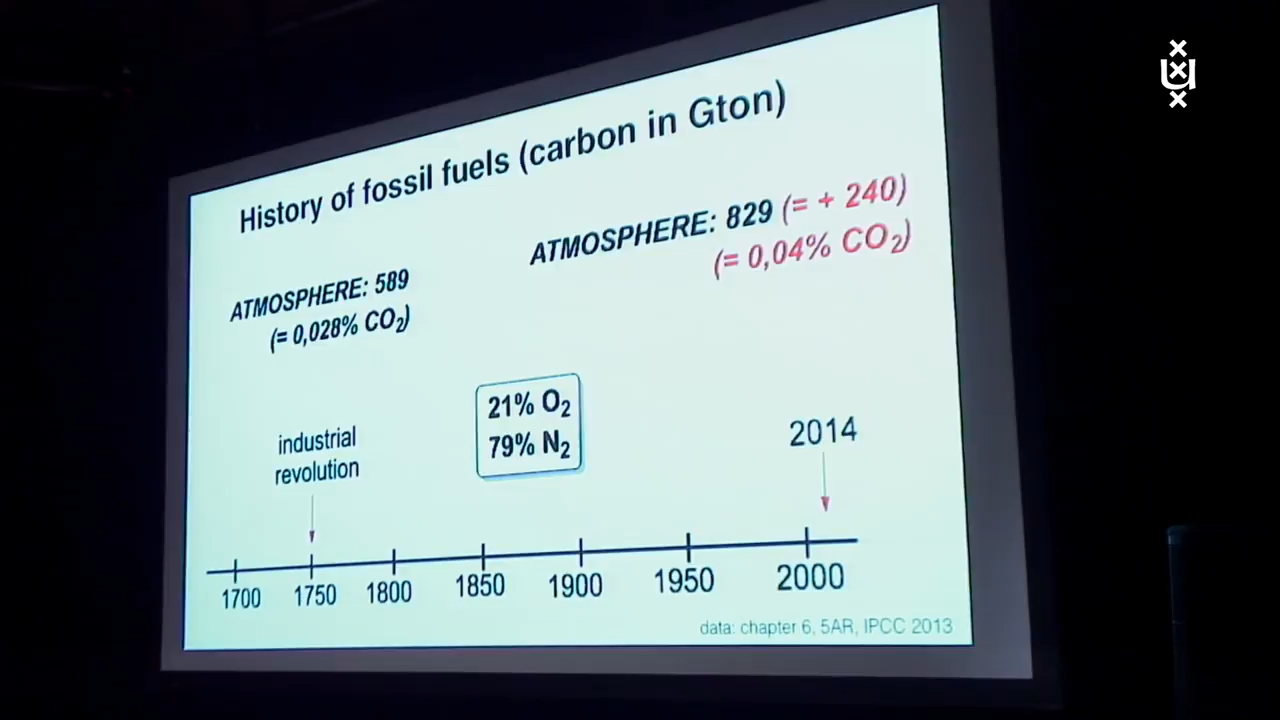 History of fossil fuels (carbon in Gton)
ATMOSPHERE: 829 (= + 240)
(= 0,04% CO₂)
ATMOSPHERE: 589
(= 0,028% CO₂)
21% O₂
79% N₂
industrial
revolution
2014
1700 1750 1800 1850 1900 1950 2000
data: chapter 6, 5AR, IPCC 2013